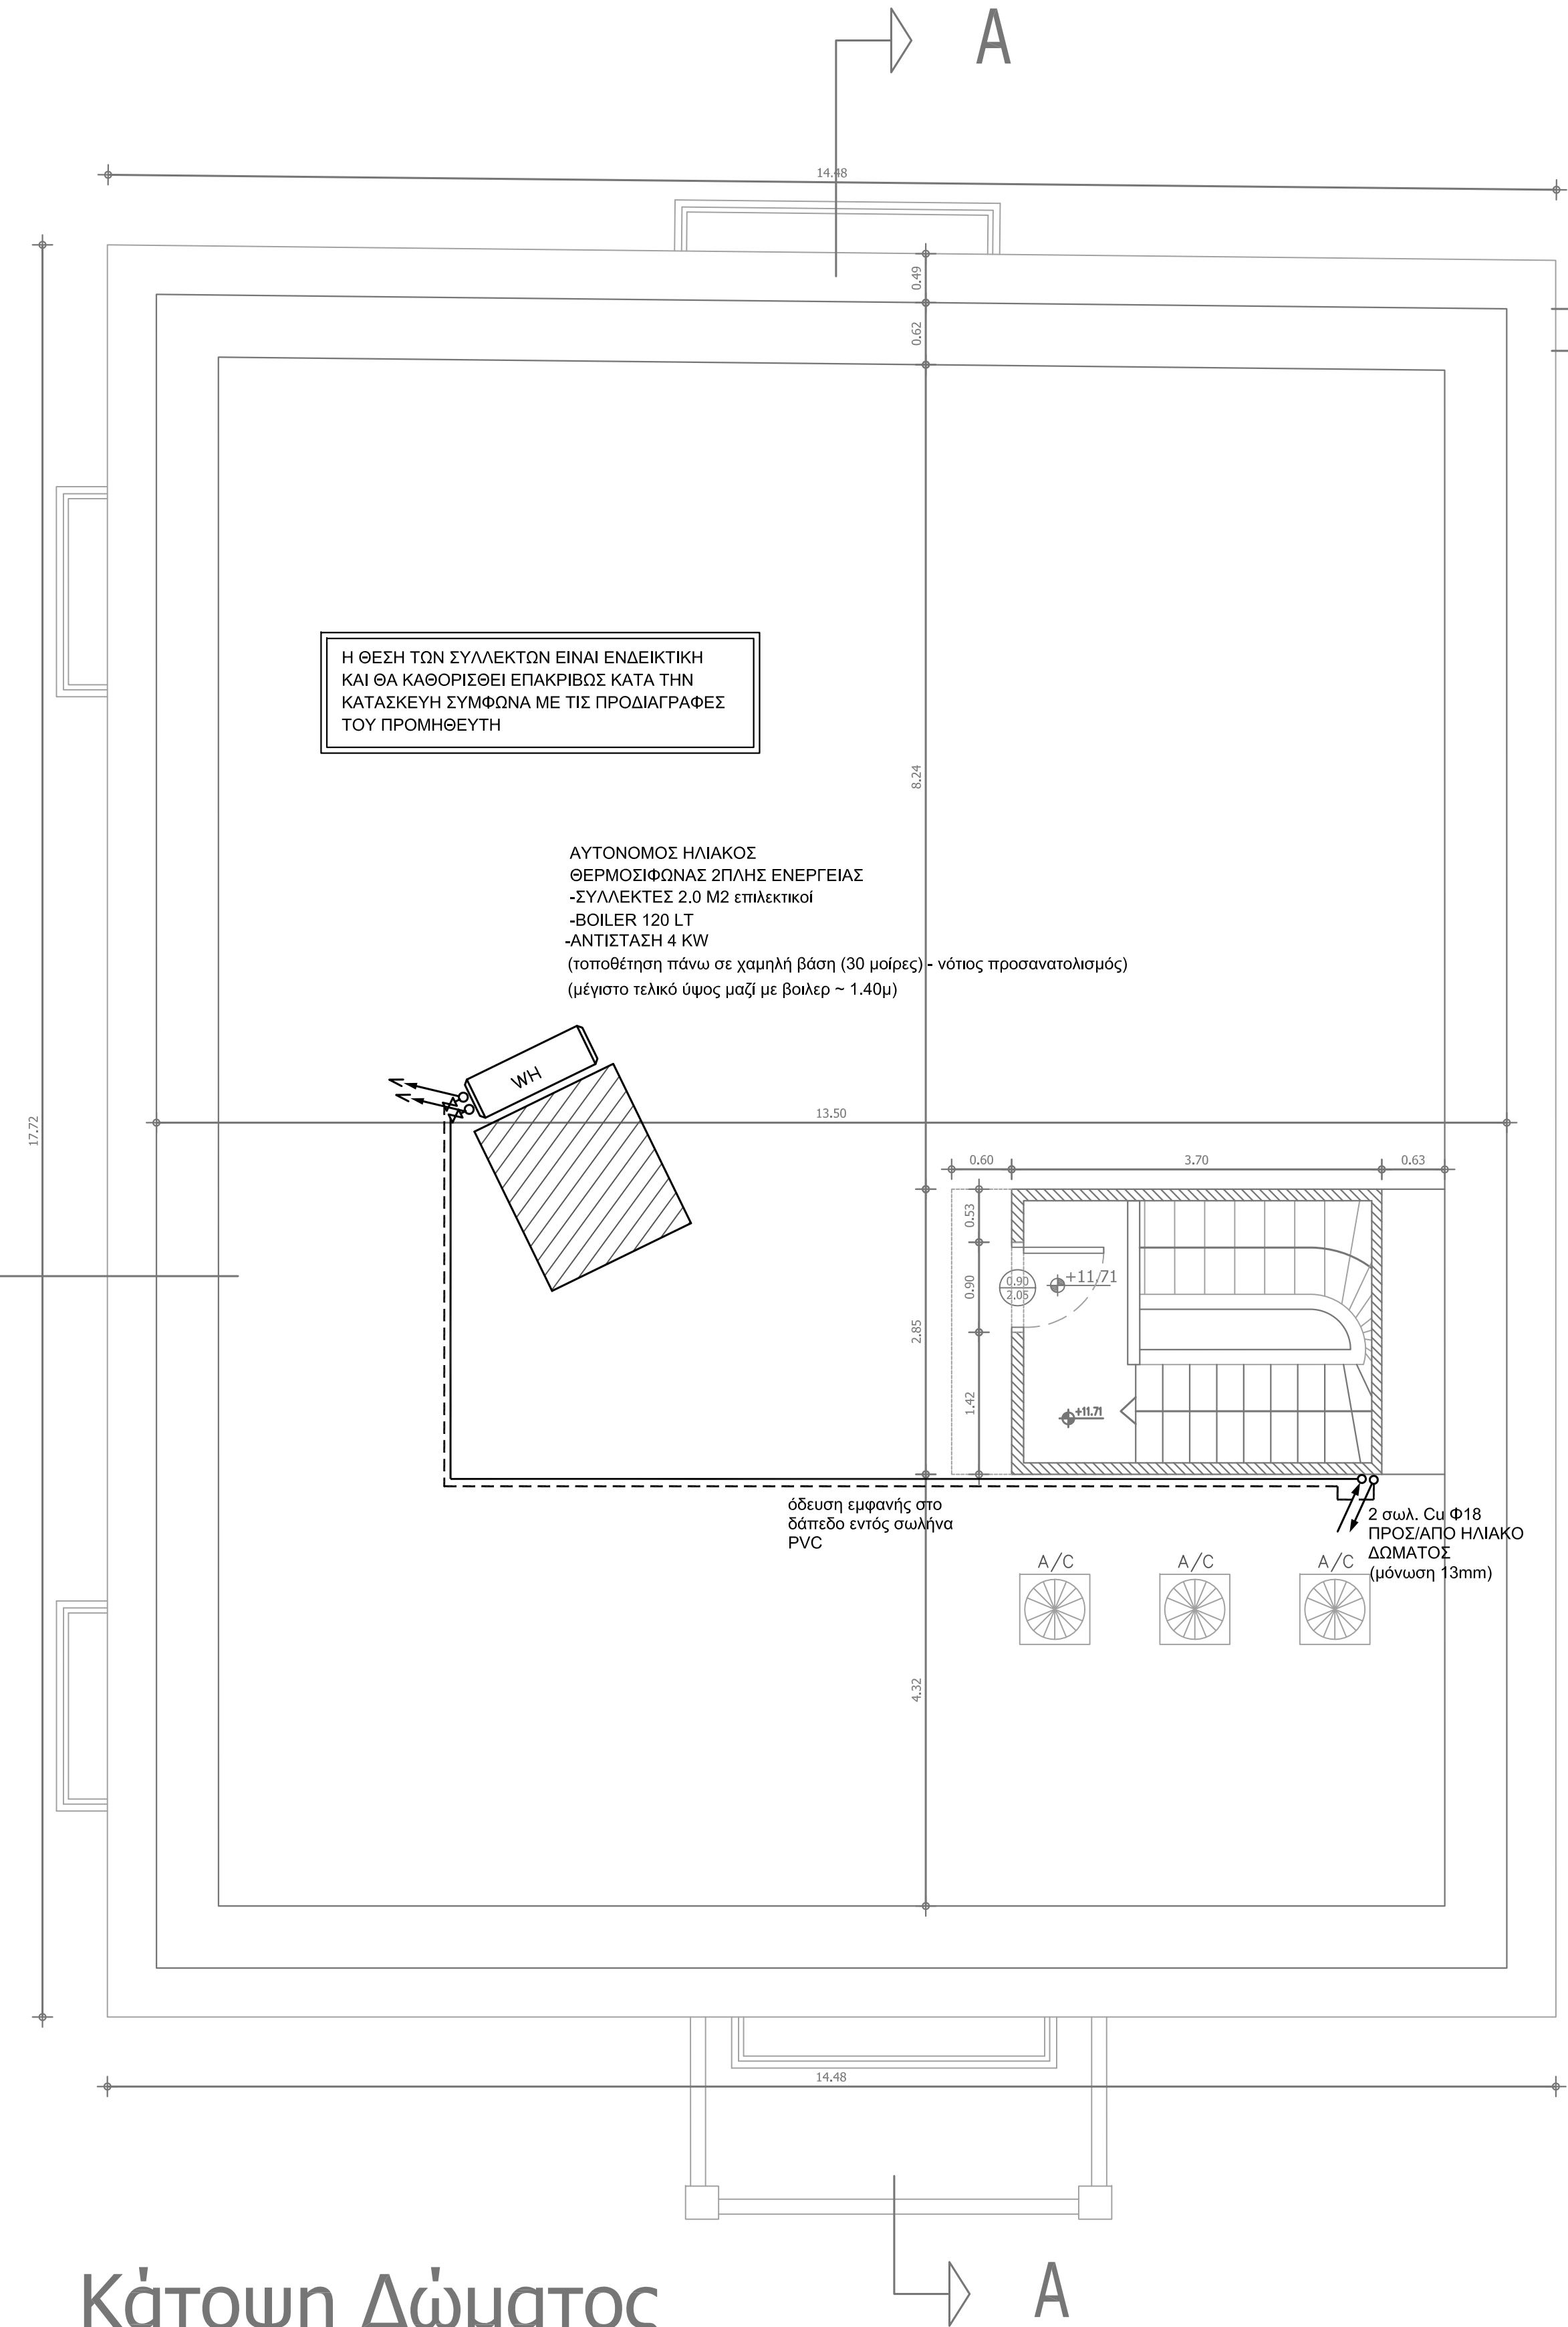 A
14.48
0.49
0.62
Η ΘΕΣΗ ΤΩΝ ΣΥΛΛΕΚΤΩΝ ΕΙΝΑΙ ΕΝΔΕΙΚΤΙΚΗ
ΚΑΙ ΘΑ ΚΑΘΟΡΙΣΘΕΙ ΕΠΑΚΡΙΒΩΣ ΚΑΤΑ ΤΗΝ
ΚΑΤΑΣΚΕΥΗ ΣΥΜΦΩΝΑ ΜΕ ΤΙΣ ΠΡΟΔΙΑΓΡΑΦΕΣ
ΤΟΥ ΠΡΟΜΗΘΕΥΤΗ
8.24
ΑΥΤΟΝΟΜΟΣ ΗΛΙΑΚΟΣ
ΘΕΡΜΟΣΙΦΩΝΑΣ 2ΠΛΗΣ ΕΝΕΡΓΕΙΑΣ
-ΣΥΛΛΕΚΤΕΣ 2.0 Μ2 επιλεκτικοί
-BOILER 120 LT
-ΑΝΤΙΣΤΑΣΗ 4 KW
(τοποθέτηση πάνω σε χαμηλή βάση (30 μοίρες) - νότιος προσανατολισμός)
(μέγιστο τελικό ύψος μαζί με βοιλερ ~ 1.40μ)
WH
17.72
13.50
0.60
3.70
0.63
0.53
0.90
0.90
2.05
+11.71
2.85
1.42
+11.71
όδευση εμφανής στο
δάπεδο εντός σωλήνα
PVC
2 σωλ. Cu Φ18
ΠΡΟΣ/ΑΠΟ ΗΛΙΑΚΟ
ΔΩΜΑΤΟΣ
(μόνωση 13mm)
A/C
A/C
A/C
4.32
14.48
A
Κάτοψη Δώματος